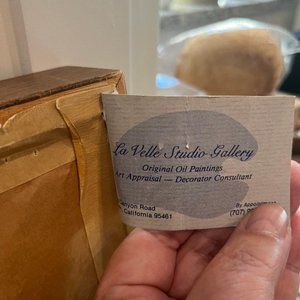 La Velle Studio Gallery
Original Oil Paintings
Art Appraisal — Decorator Consultant
Canyon Road
By Appointment
California 95461
(707)